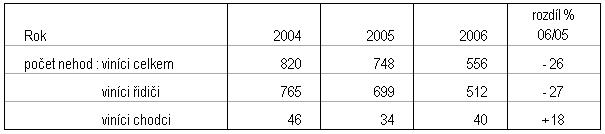 Rok 2004 2005 2006 rozdíl % 06/05
počet nehod : viníci celkem 820 748 556 - 26
viníci řidiči 765 699 512 - 27
viníci chodci 46 34 40 + 18